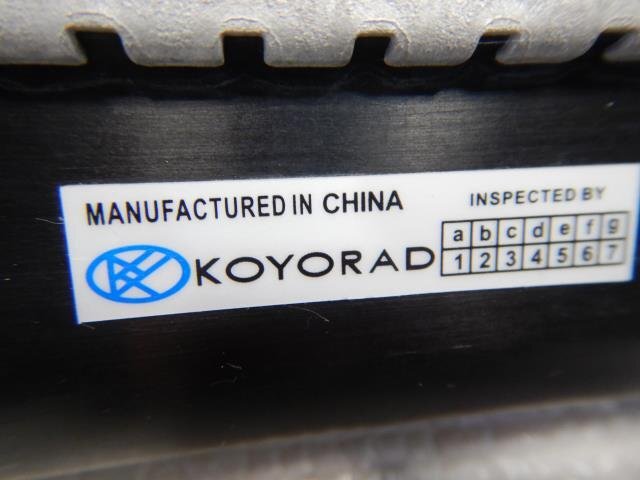 MANUFACTURED IN CHINA
KOYORAD
INSPECTED BY
a b c d e f g
1 2 3 4 5 6 7